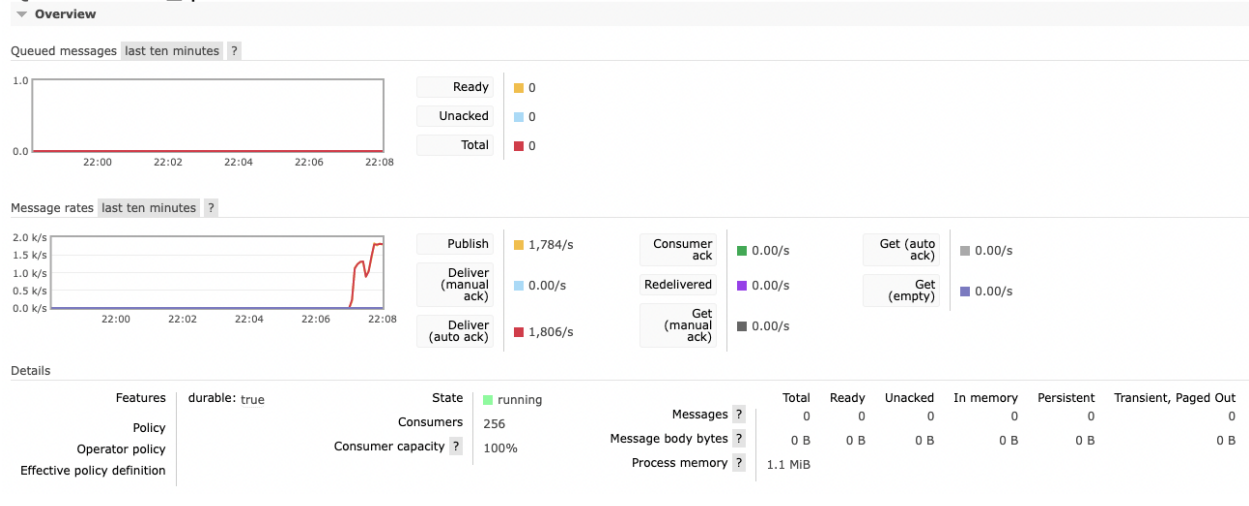 Overview
Queued messages last ten minutes ?
1.0
0.0
22:00 22:02 22:04 22:06 22:08
Ready 0
Unacked 0
Total 0
Message rates last ten minutes ?
2.0 k/s
1.5 k/s
1.0 k/s
0.5 k/s
0.0 k/s
22:00 22:02 22:04 22:06 22:08
Publish 1,784/s
Deliver (manual ack) 0.00/s
Deliver (auto ack) 1,806/s
Consumer ack 0.00/s
Redelivered 0.00/s
Get (manual ack) 0.00/s
Get (auto ack) 0.00/s
Get (empty) 0.00/s
Details
Features durable: true
Policy
Operator policy
Effective policy definition
State running
Consumers 256
Consumer capacity ? 100%
Total Ready Unacked In memory Persistent Transient, Paged Out
Messages ? 0 0 0 0 0 0
Message body bytes ? 0 B 0 B 0 B 0 B 0 B 0 B
Process memory ? 1.1 MiB